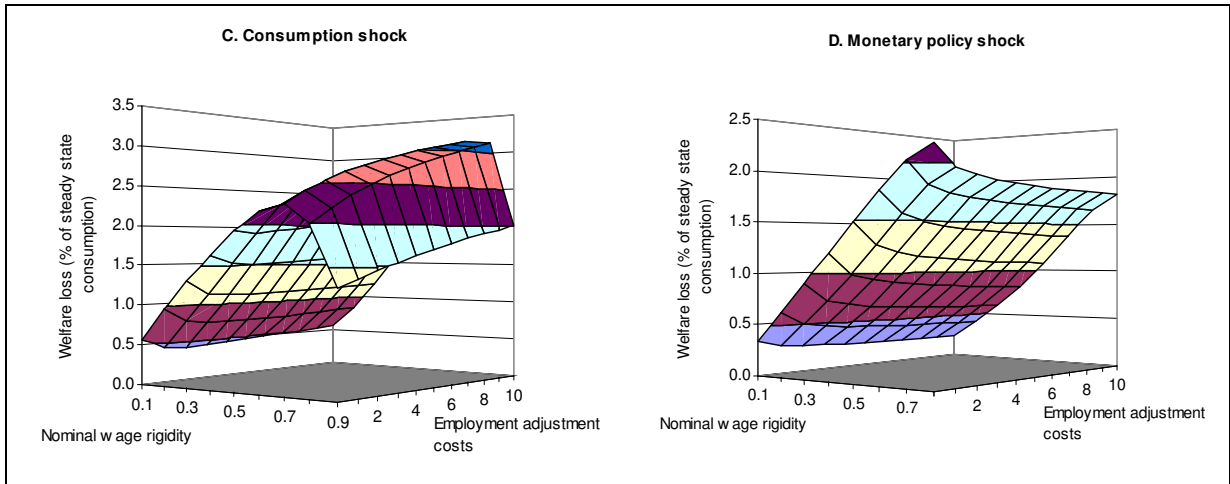 C. Consumption shock
Welfare loss (% of steady state
consumption)
3.5
3.0
2.5
2.0
1.5
1.0
0.5
0.0
0.1
0.3
0.5
0.7
0.9
Nominal wage rigidity
2
4
6
8
10
Employment adjustment
costs
D. Monetary policy shock
Welfare loss (% of steady state
consumption)
2.5
2.0
1.5
1.0
0.5
0.0
0.1
0.3
0.5
0.7
Nominal wage rigidity
2
4
6
8
10
Employment adjustment
costs